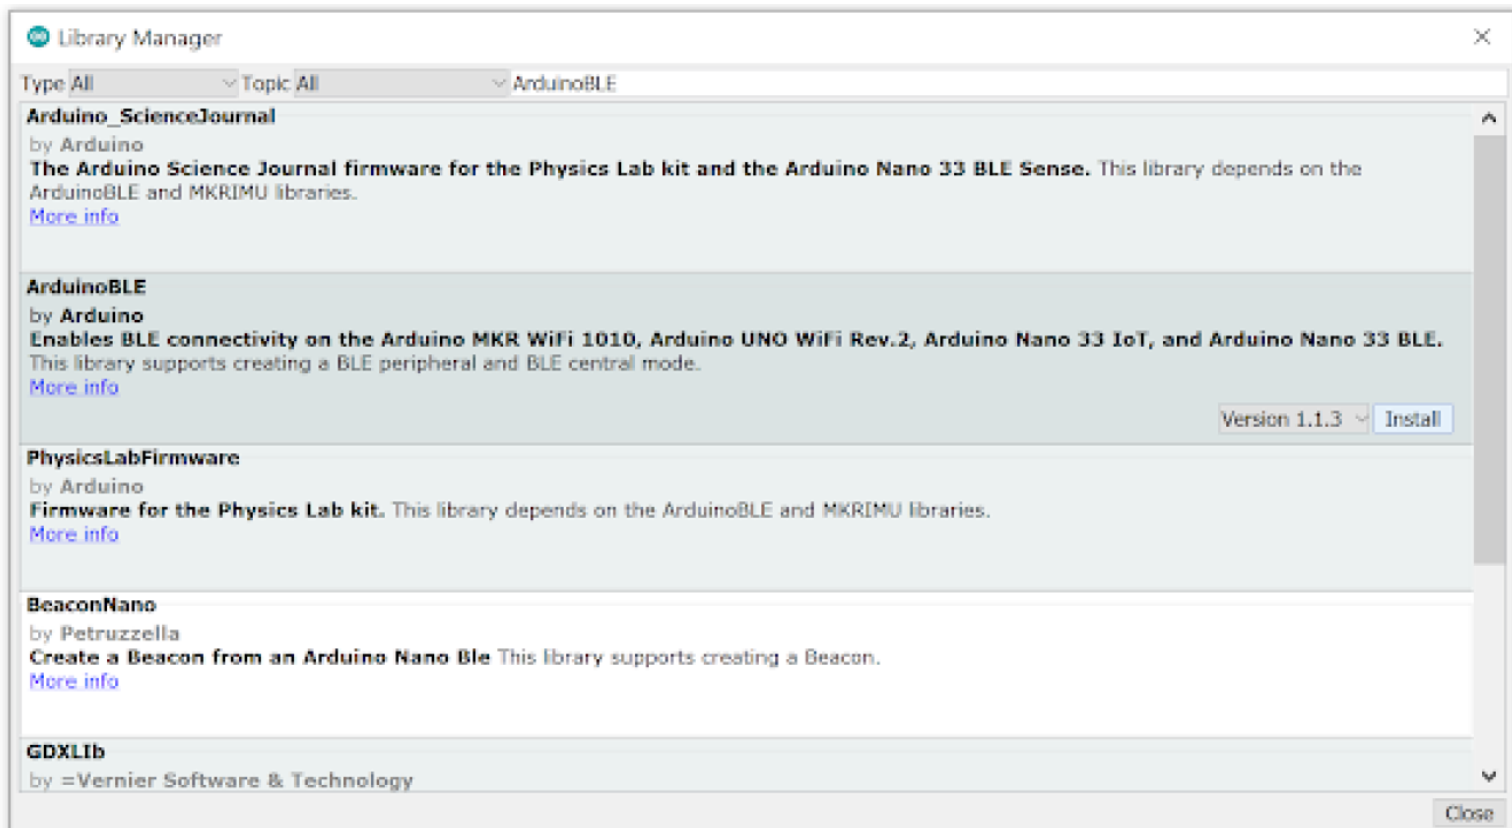 Library Manager
Type All Topic All ArduinoBLE
Arduino_ScienceJournal
by Arduino
The Arduino Science Journal firmware for the Physics Lab kit and the Arduino Nano 33 BLE Sense. This library depends on the
ArduinoBLE and MKRIMU libraries.
More info
ArduinoBLE
by Arduino
Enables BLE connectivity on the Arduino MKR WiFi 1010, Arduino UNO WiFi Rev.2, Arduino Nano 33 IoT, and Arduino Nano 33 BLE.
This library supports creating a BLE peripheral and BLE central mode.
More info
Version 1.1.3 Install
PhysicsLabFirmware
by Arduino
Firmware for the Physics Lab kit. This library depends on the ArduinoBLE and MKRIMU libraries.
More info
BeaconNano
by Petruzzella
Create a Beacon from an Arduino Nano Ble This library supports creating a Beacon.
More info
GDXLIb
by =Vernier Software & Technology
Close